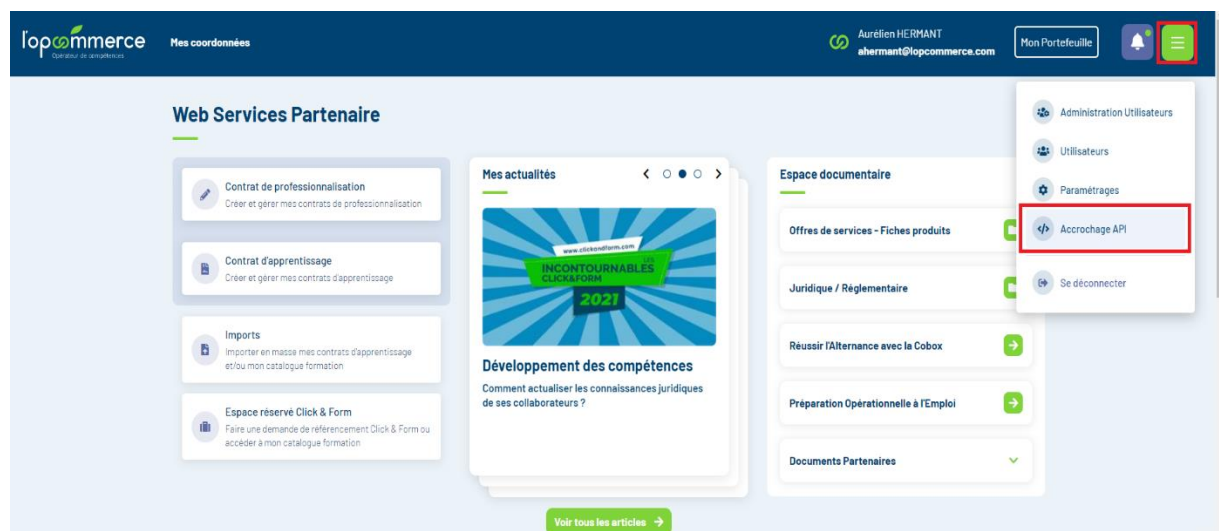 l'opcommerce
Opérateur de compétences
Mes coordonnées
Aurélien HERMANT
ahermant@lopcommerce.com
Mon Portefeuille
Administration Utilisateurs
Utilisateurs
Paramétrages
Accrochage API
Se déconnecter
Web Services Partenaire
Contrat de professionnalisation
Créer et gérer mes contrats de professionnalisation
Contrat d'apprentissage
Créer et gérer mes contrats d'apprentissage
Imports
Importer en masse mes contrats d'apprentissage
et/ou mon catalogue formation
Espace réservé Click & Form
Faire une demande de référencement Click & Form ou
accéder à mon catalogue formation
Mes actualités
www.clickandform.com
LES
INCONTOURNABLES
CLICK&FORM
2021
Développement des compétences
Comment actualiser les connaissances juridiques
de ses collaborateurs ?
Espace documentaire
Offres de services - Fiches produits
Juridique / Réglementaire
Réussir l'Alternance avec la Cobox
Préparation Opérationnelle à l'Emploi
Documents Partenaires
Voir tous les articles